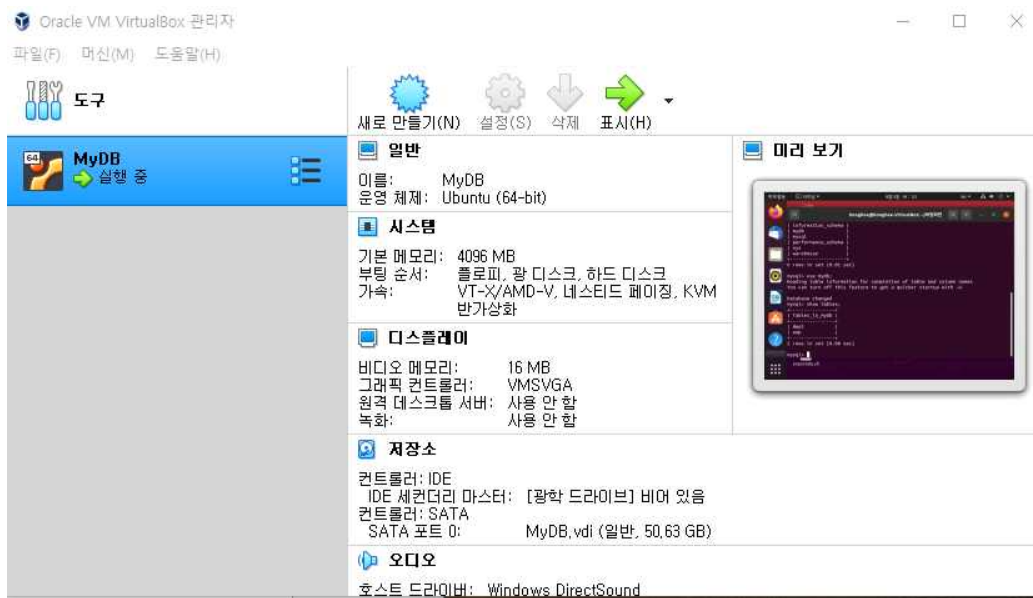 Oracle VM VirtualBox 관리자
파일(F) 머신(M) 도움말(H)
도구
새로 만들기(N) 설정(S) 삭제 표시(H)
64 MyDB
실행 중
일반
이름: MyDB
운영 체제: Ubuntu (64-bit)
시스템
기본 메모리: 4096 MB
부팅 순서: 플로피, 광 디스크, 하드 디스크
가속: VT-X/AMD-V, 네스티드 페이징, KVM
반가상화
디스플레이
비디오 메모리: 16 MB
그래픽 컨트롤러: VMSVGA
원격 데스크톱 서버: 사용 안 함
녹화: 사용 안 함
저장소
컨트롤러: IDE
IDE 세컨더리 마스터: [광학 드라이브] 비어 있음
컨트롤러: SATA
SATA 포트 0: MyDB.vdi (일반, 50,63 GB)
오디오
호스트 드라이버: Windows DirectSound
미리 보기
mysql> use mydb;
Database changed
mysql> show tables;